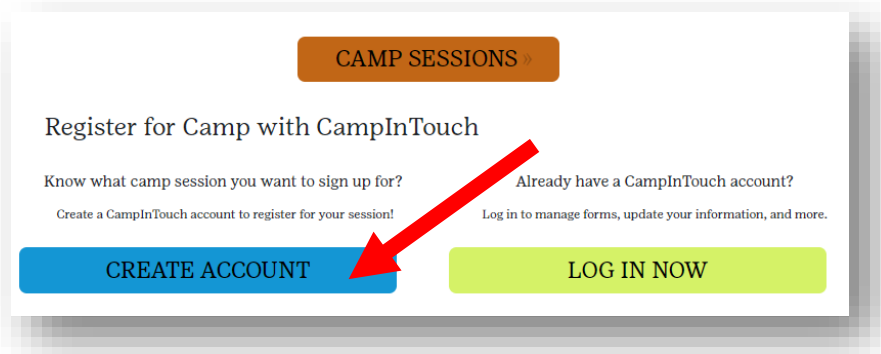 CAMP SESSIONS »
Register for Camp with CampInTouch
Know what camp session you want to sign up for?
Create a CampInTouch account to register for your session!
CREATE ACCOUNT
Already have a CampInTouch account?
Log in to manage forms, update your information, and more.
LOG IN NOW